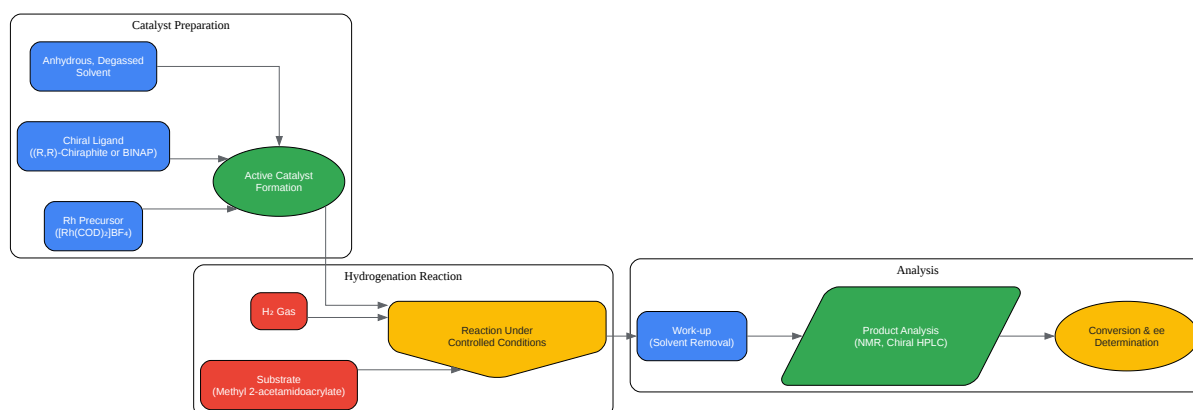 Catalyst Preparation
Anhydrous, Degassed
Solvent
Chiral Ligand
((R,R)-Chiraphite or BINAP)
Active Catalyst
Formation
Rh Precursor
([Rh(COD)₂]BF₄)
Hydrogenation Reaction
H₂ Gas
Reaction Under
Controlled Conditions
Substrate
(Methyl 2-acetamidoacrylate)
Analysis
Work-up
(Solvent Removal)
Product Analysis
(NMR, Chiral HPLC)
Conversion & ee
Determination